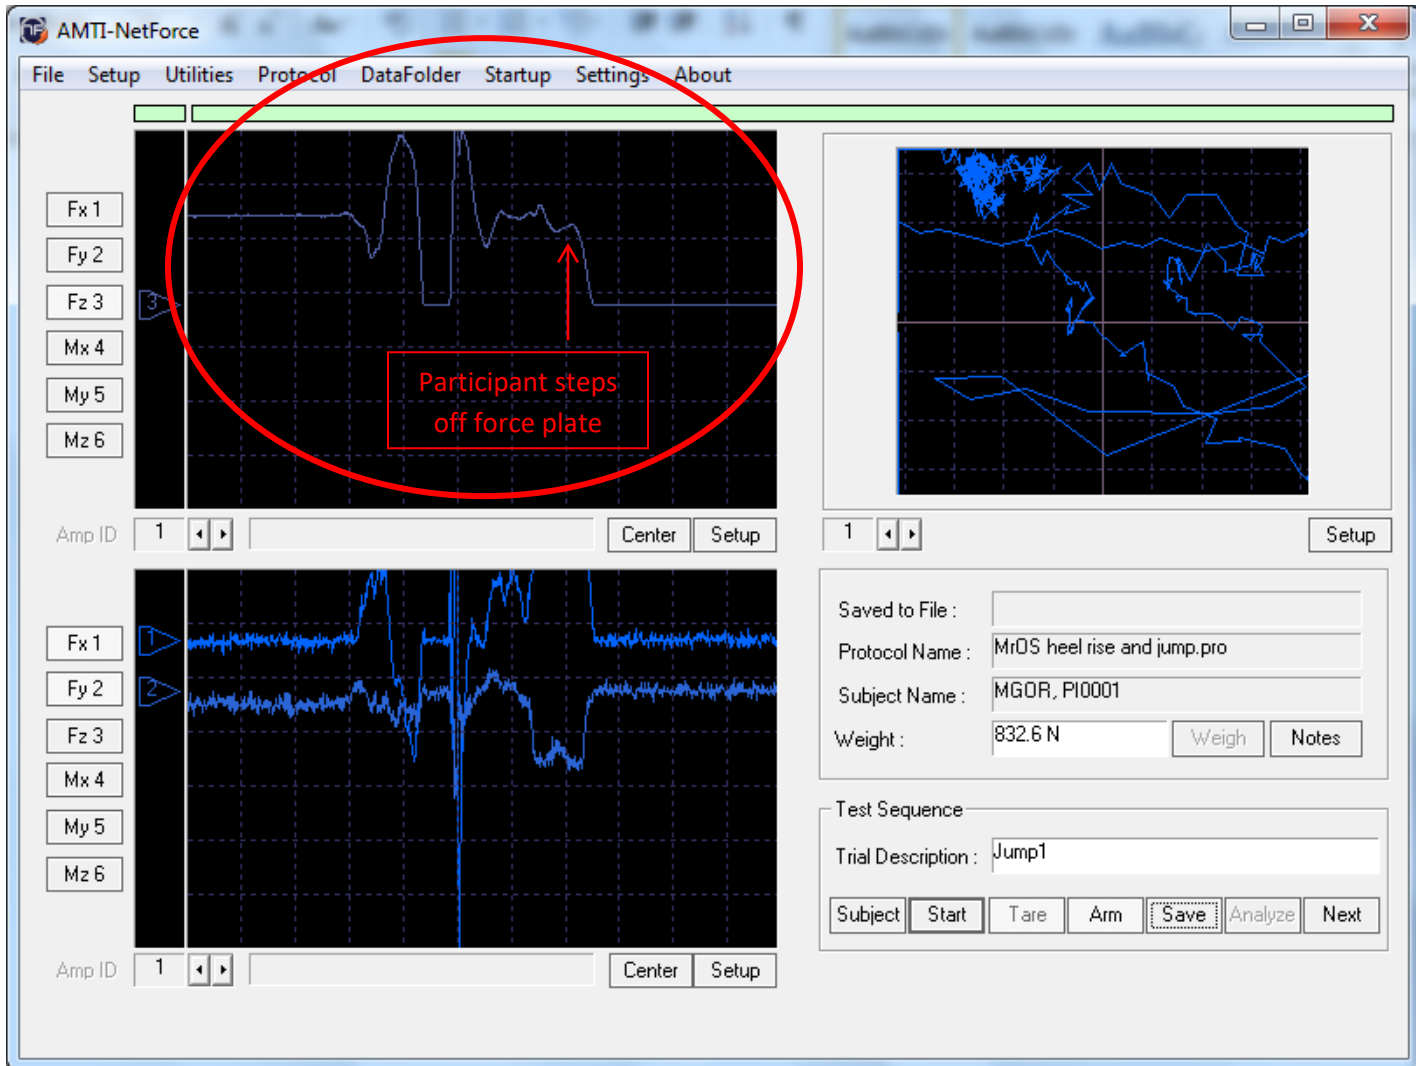 AMTI-NetForce
File Setup Utilities Protocol DataFolder Startup Settings About
Fx 1
Fy 2
Fz 3
Mx 4
My 5
Mz 6
3
Participant steps
off force plate
Amp ID 1 Center Setup
1 Setup
Fx 1
Fy 2
Fz 3
Mx 4
My 5
Mz 6
1
2
Amp ID 1 Center Setup
Saved to File :
Protocol Name : MrOS heel rise and jump.pro
Subject Name : MGOR, PI0001
Weight : 832.6 N Weigh Notes
Test Sequence
Trial Description : Jump1
Subject Start Tare Arm Save Analyze Next